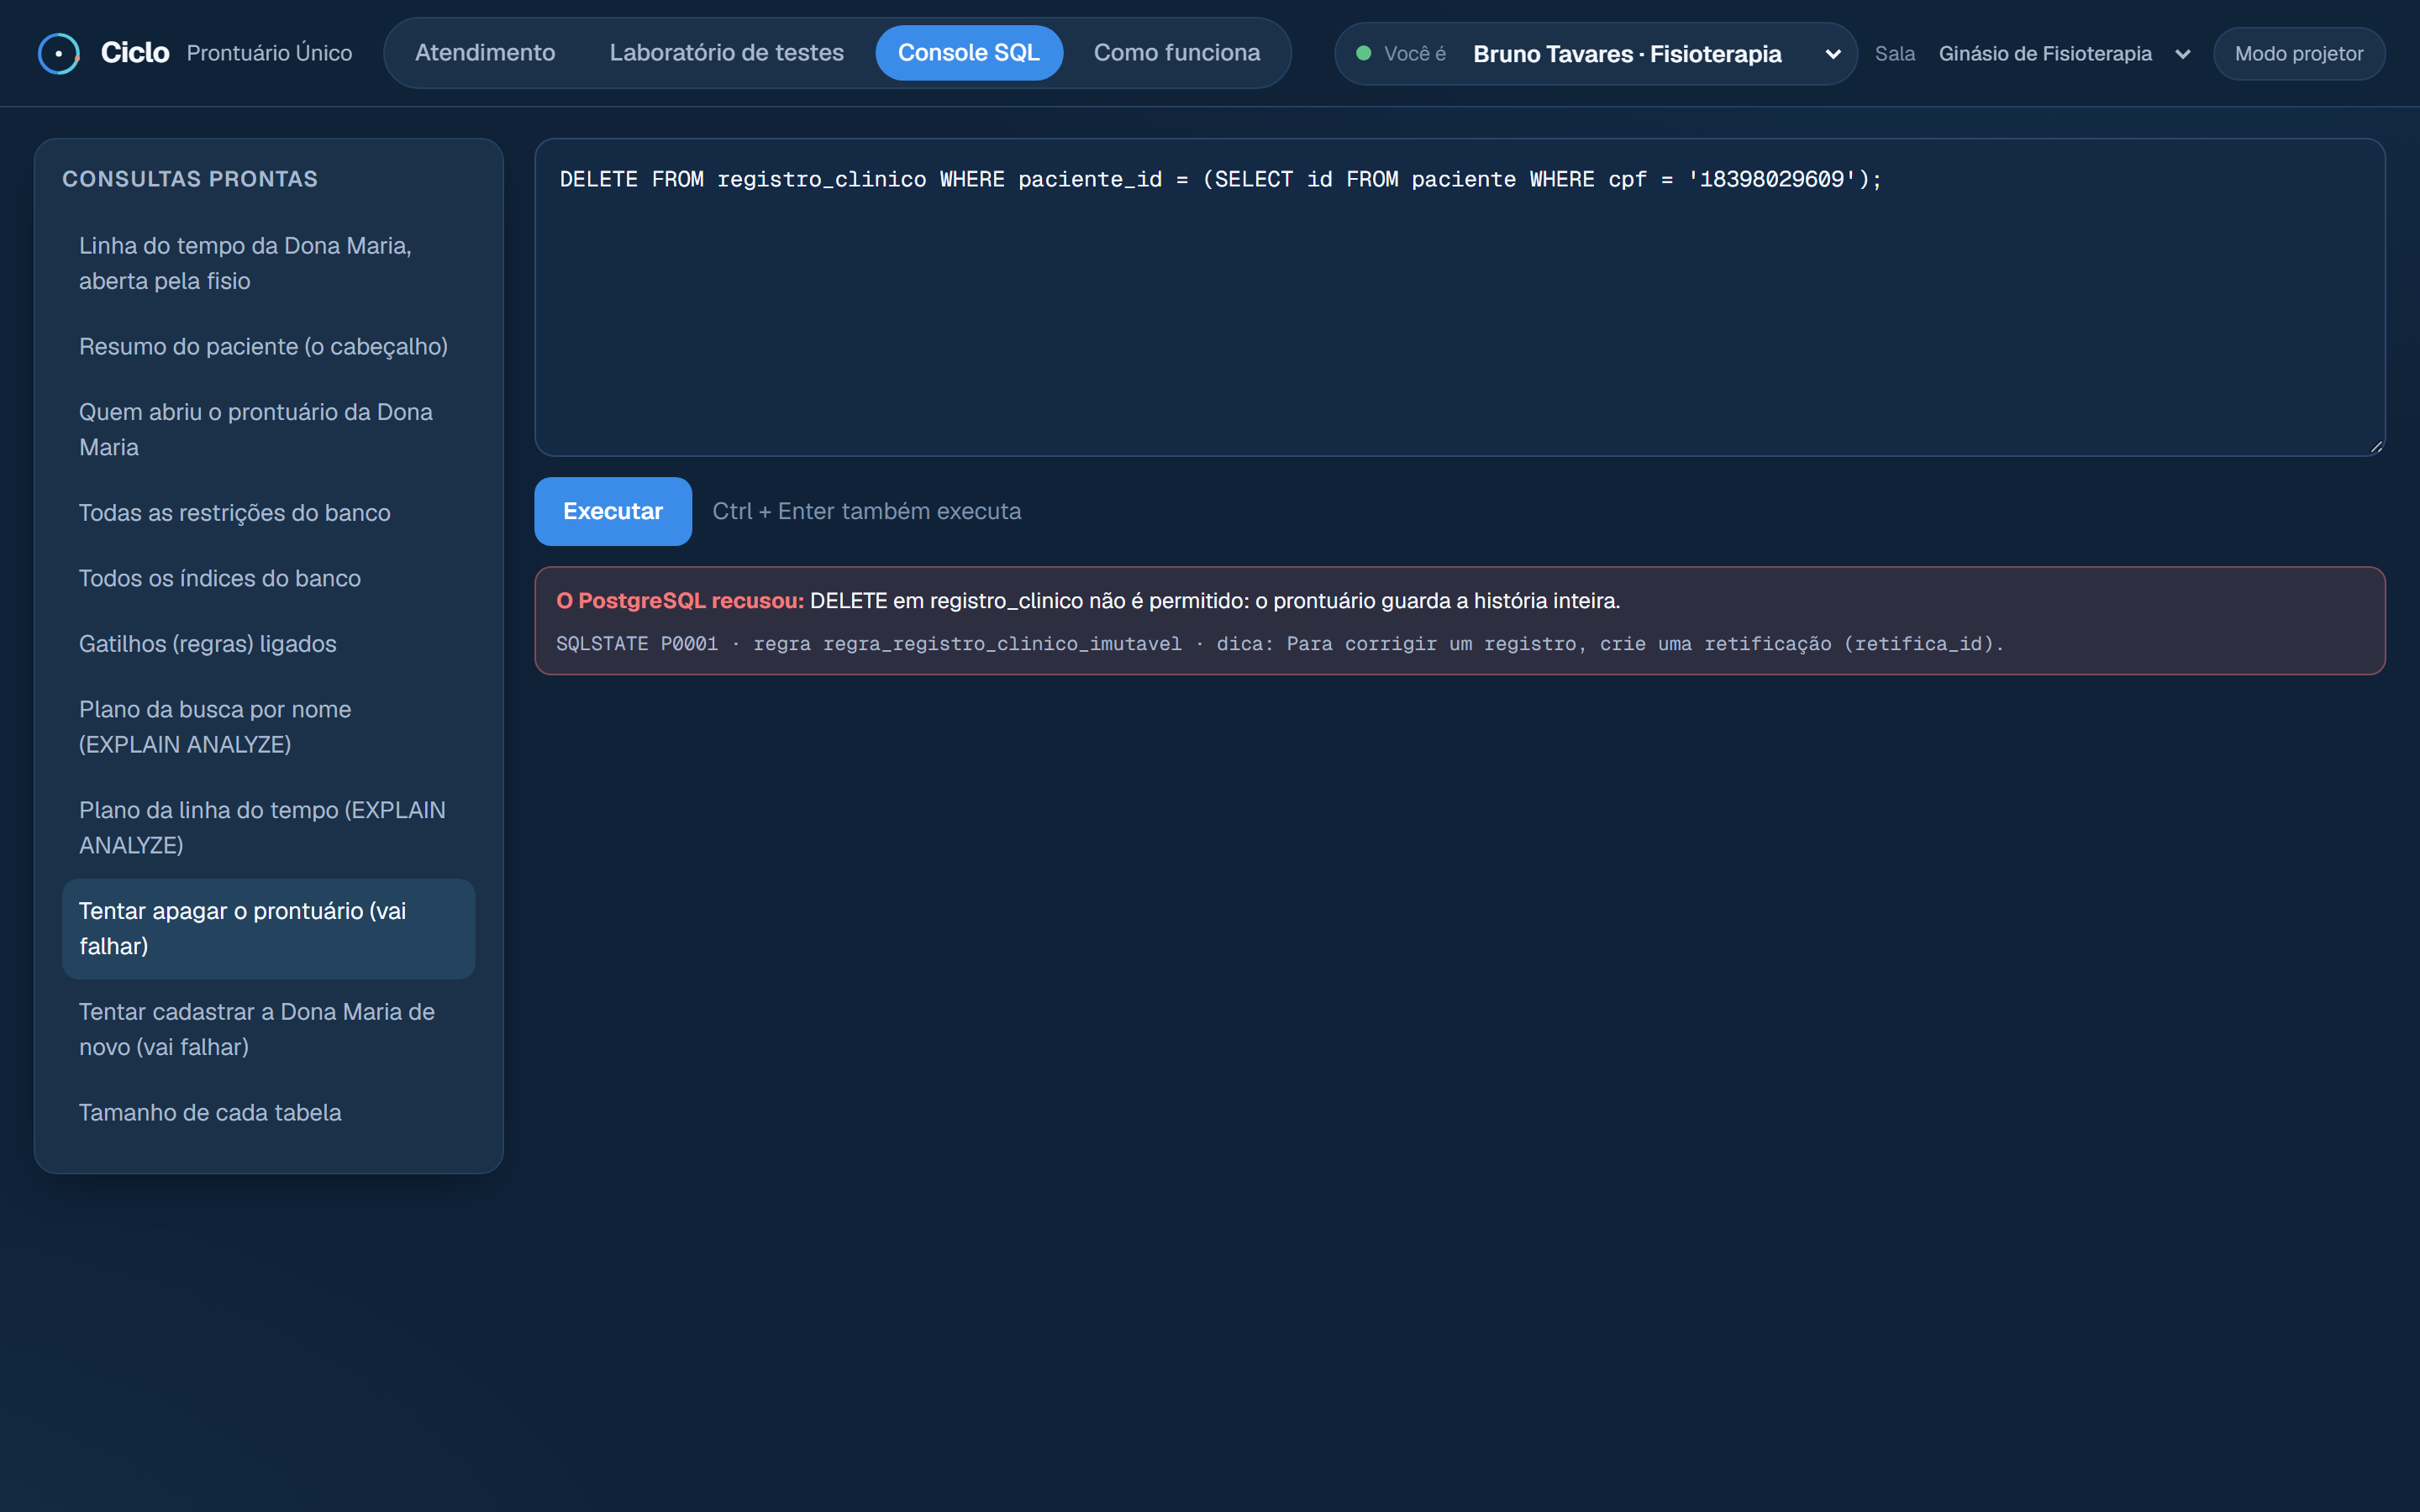 Ciclo Prontuário Único Atendimento Laboratório de testes Console SQL Como funciona Você é Bruno Tavares · Fisioterapia Sala Ginásio de Fisioterapia Modo projetor
CONSULTAS PRONTAS
Linha do tempo da Dona Maria,
aberta pela fisio
Resumo do paciente (o cabeçalho)
Quem abriu o prontuário da Dona
Maria
Todas as restrições do banco
Todos os índices do banco
Gatilhos (regras) ligados
Plano da busca por nome
(EXPLAIN ANALYZE)
Plano da linha do tempo (EXPLAIN
ANALYZE)
Tentar apagar o prontuário (vai
falhar)
Tentar cadastrar a Dona Maria de
novo (vai falhar)
Tamanho de cada tabela
DELETE FROM registro_clinico WHERE paciente_id = (SELECT id FROM paciente WHERE cpf = '18398029609');
Executar Ctrl + Enter também executa
O PostgreSQL recusou: DELETE em registro_clinico não é permitido: o prontuário guarda a história inteira.
SQLSTATE P0001 · regra regra_registro_clinico_imutavel · dica: Para corrigir um registro, crie uma retificação (retifica_id).